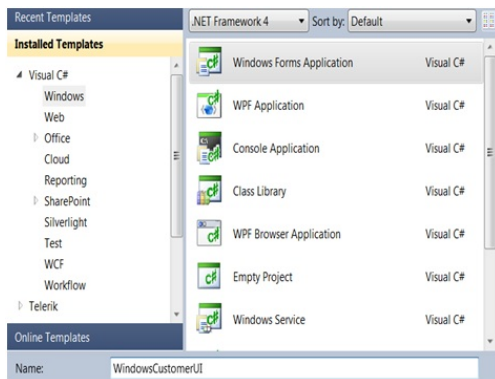 Recent Templates
Installed Templates
Visual C#
Windows
Web
Office
Cloud
Reporting
SharePoint
Silverlight
Test
WCF
Workflow
Telerik
Online Templates
.NET Framework 4 Sort by: Default
Windows Forms Application Visual C#
WPF Application Visual C#
Console Application Visual C#
Class Library Visual C#
WPF Browser Application Visual C#
Empty Project Visual C#
Windows Service Visual C#
Name: WindowsCustomerUI